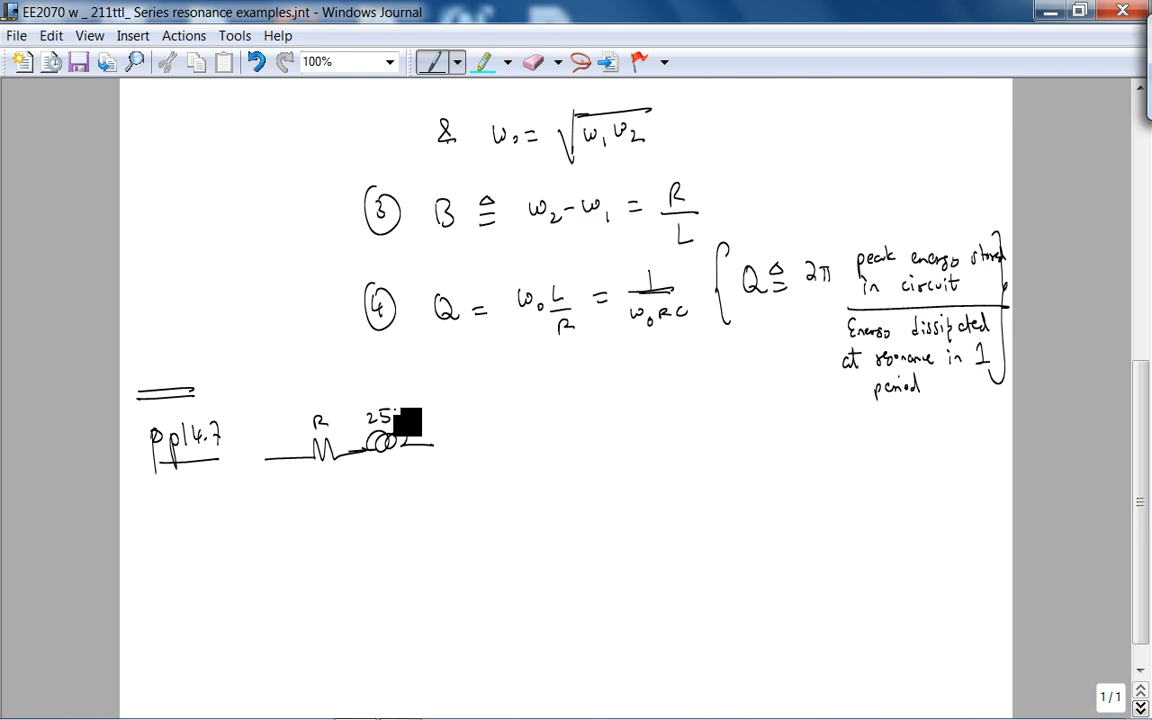 EE2070 w _ 211ttl_ Series resonance examples.jnt - Windows Journal
File Edit View Insert Actions Tools Help
100%
& ω₀ = √ω₁ω₂
③ B ≜ ω₂-ω₁ = R/L
④ Q = ω₀L/R = 1/ω₀RC { Q ≜ 2π
peak energy stored
in circuit
Energy dissipated
at resonance in 1
period }
pp14.7
R 25
1/1